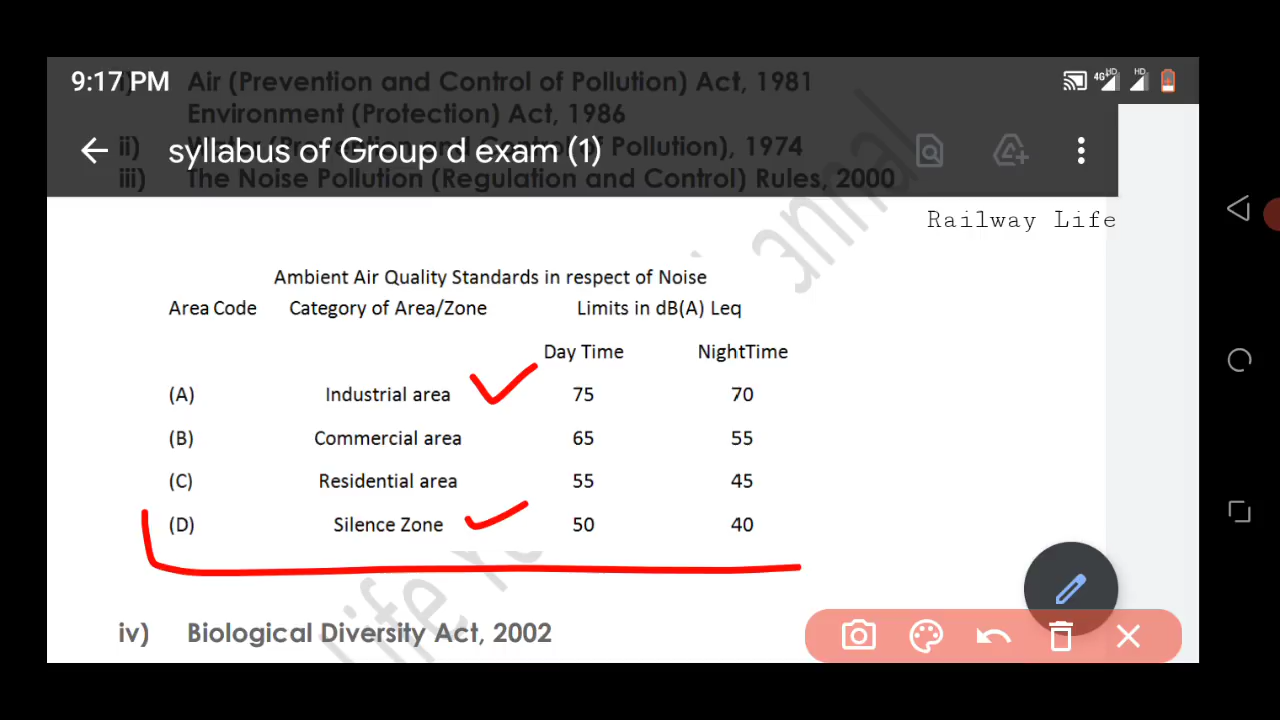 9:17 PM
4G+HD HD
Air (Prevention and Control of Pollution) Act, 1981
Environment (Protection) Act, 1986
syllabus of Group d exam (1)
ii) Pollution), 1974
iii) The Noise Pollution (Regulation and Control) Rules, 2000
Railway Life
Ambient Air Quality Standards in respect of Noise
Area Code Category of Area/Zone Limits in dB(A) Leq
Day Time NightTime
(A) Industrial area 75 70
(B) Commercial area 65 55
(C) Residential area 55 45
(D) Silence Zone 50 40
iv) Biological Diversity Act, 2002